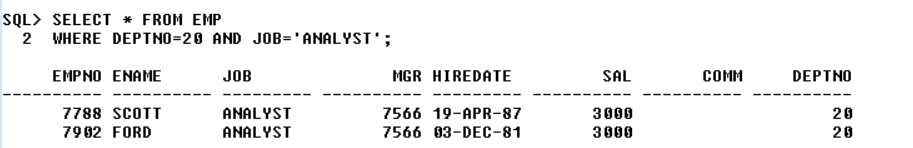 SQL> SELECT * FROM EMP
2 WHERE DEPTNO=20 AND JOB='ANALYST';
EMPNO ENAME JOB MGR HIREDATE SAL COMM DEPTNO
---------- ---------- --------- ---------- --------- ---------- ---------- ----------
7788 SCOTT ANALYST 7566 19-APR-87 3000 20
7902 FORD ANALYST 7566 03-DEC-81 3000 20